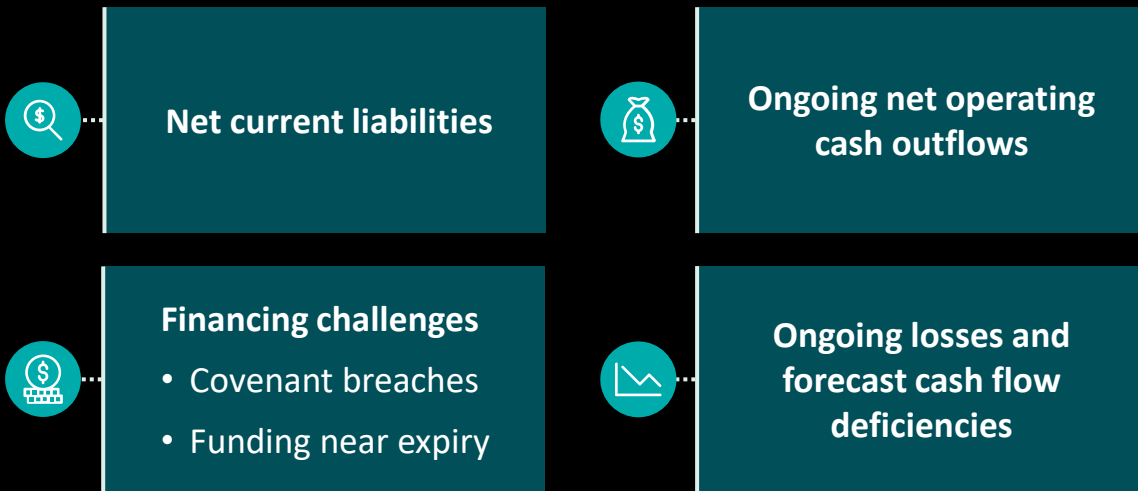 Net current liabilities
Ongoing net operating
cash outflows
Financing challenges
• Covenant breaches
• Funding near expiry
Ongoing losses and
forecast cash flow
deficiencies